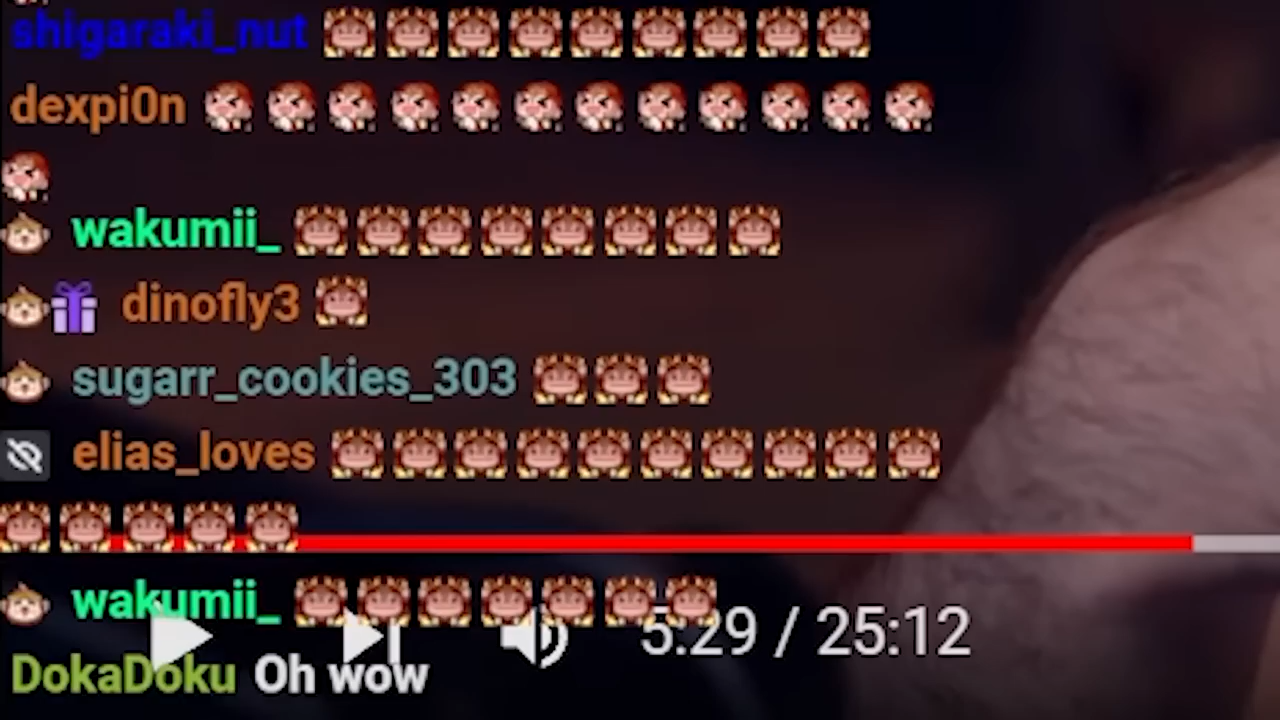 shigaraki_nut
dexpi0n
wakumii_
dinofly3
sugarr_cookies_303
elias_loves
wakumii_
5:29 / 25:12
DokaDoku Oh wow